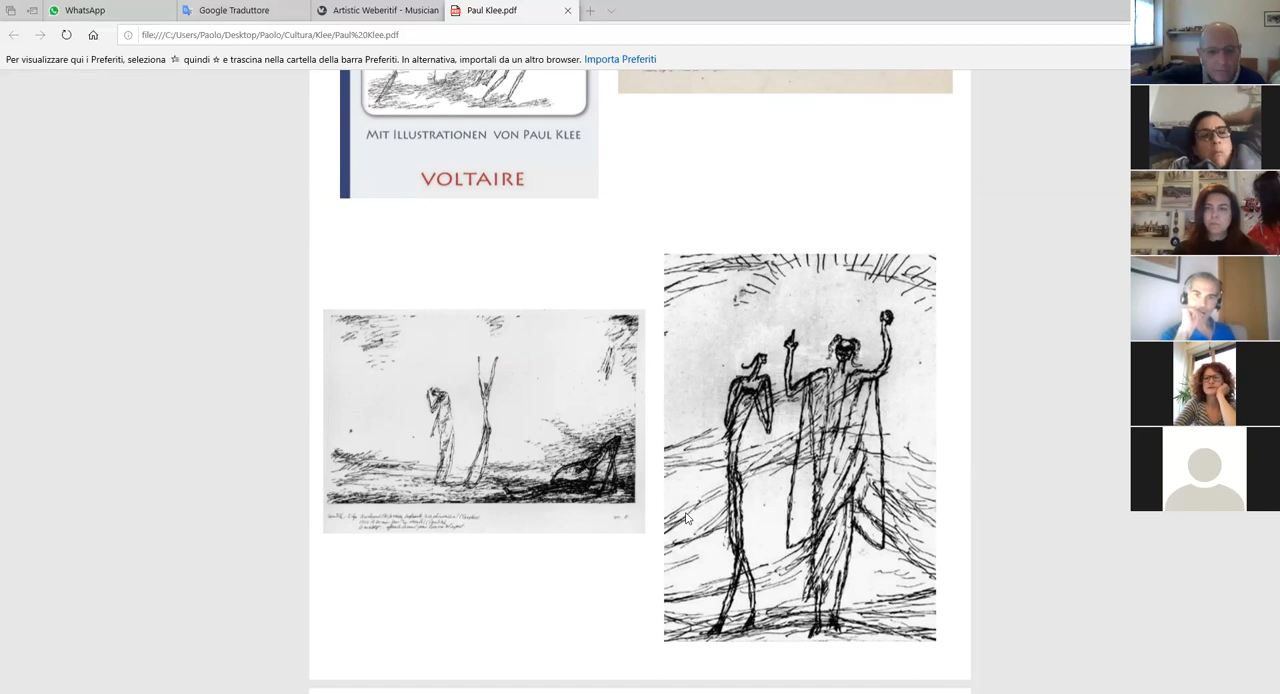 WhatsApp
Google Traduttore
Artistic Weberitif - Musician
Paul Klee.pdf
file:///C:/Users/Paolo/Desktop/Paolo/Cultura/Klee/Paul%20Klee.pdf
Per visualizzare qui i Preferiti, seleziona quindi e trascina nella cartella della barra Preferiti. In alternativa, importali da un altro browser. Importa Preferiti
MIT ILLUSTRATIONEN VON PAUL KLEE
VOLTAIRE